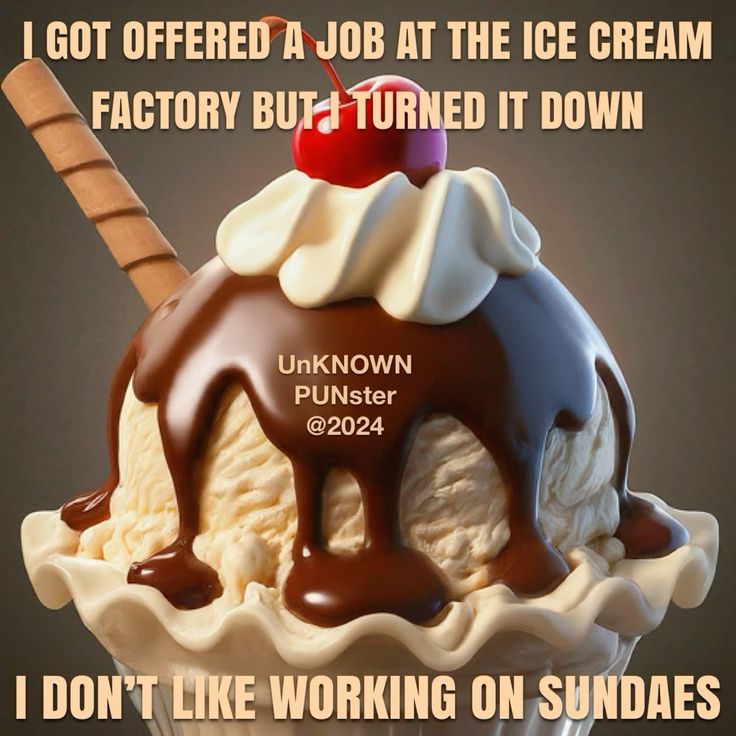 I GOT OFFERED A JOB AT THE ICE CREAM
FACTORY BUT I TURNED IT DOWN
UnKNOWN
PUNster
@2024
I DON'T LIKE WORKING ON SUNDAES